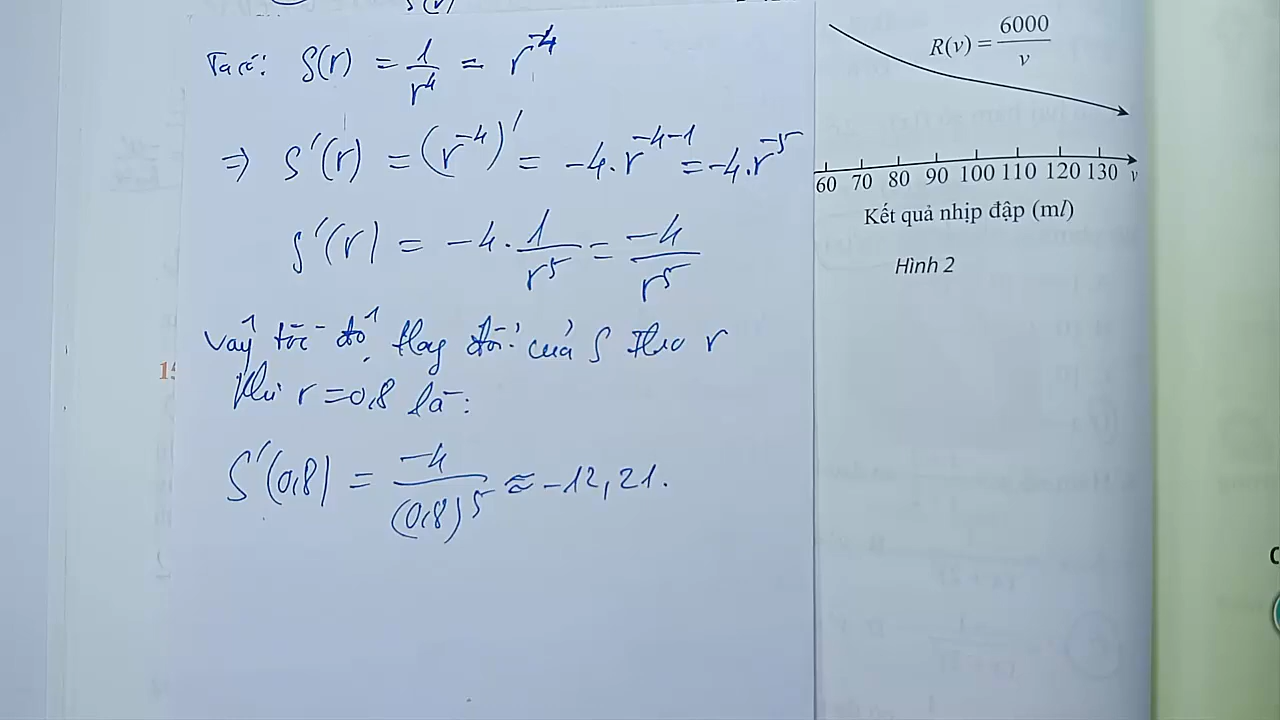 S(r)
Ta có: S(r) = 1/r⁴ = r⁻⁴
⇒ S'(r) = (r⁻⁴)' = -4.r⁻⁴⁻¹ = -4.r⁻⁵
S'(r) = -4.1/r⁵ = -4/r⁵
Vậy tốc độ thay đổi của S theo r
khi r = 0,8 là:
S'(0,8) = -4/(0,8)⁵ ≈ -12,21.
R(v) = 6000/v
60 70 80 90 100 110 120 130 v
Kết quả nhịp đập (ml)
Hình 2